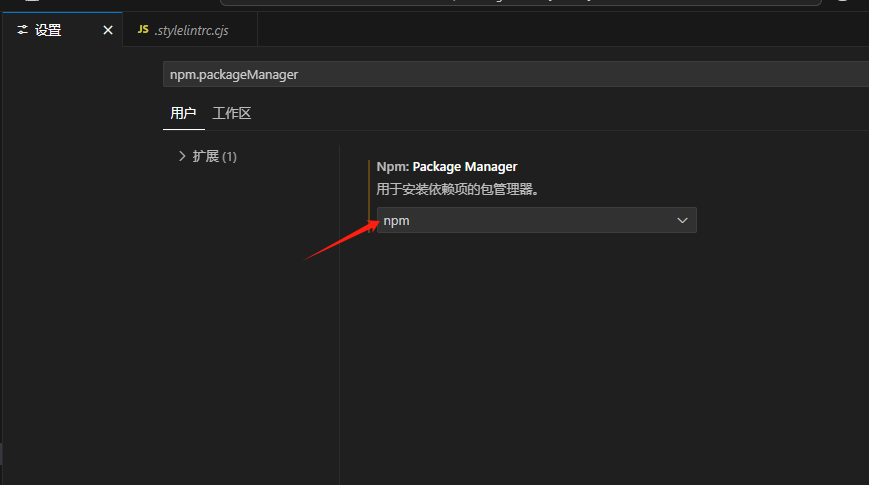 设置
JS .stylelintrc.cjs
npm.packageManager
用户 工作区
扩展 (1)
Npm: Package Manager
用于安装依赖项的包管理器。
npm